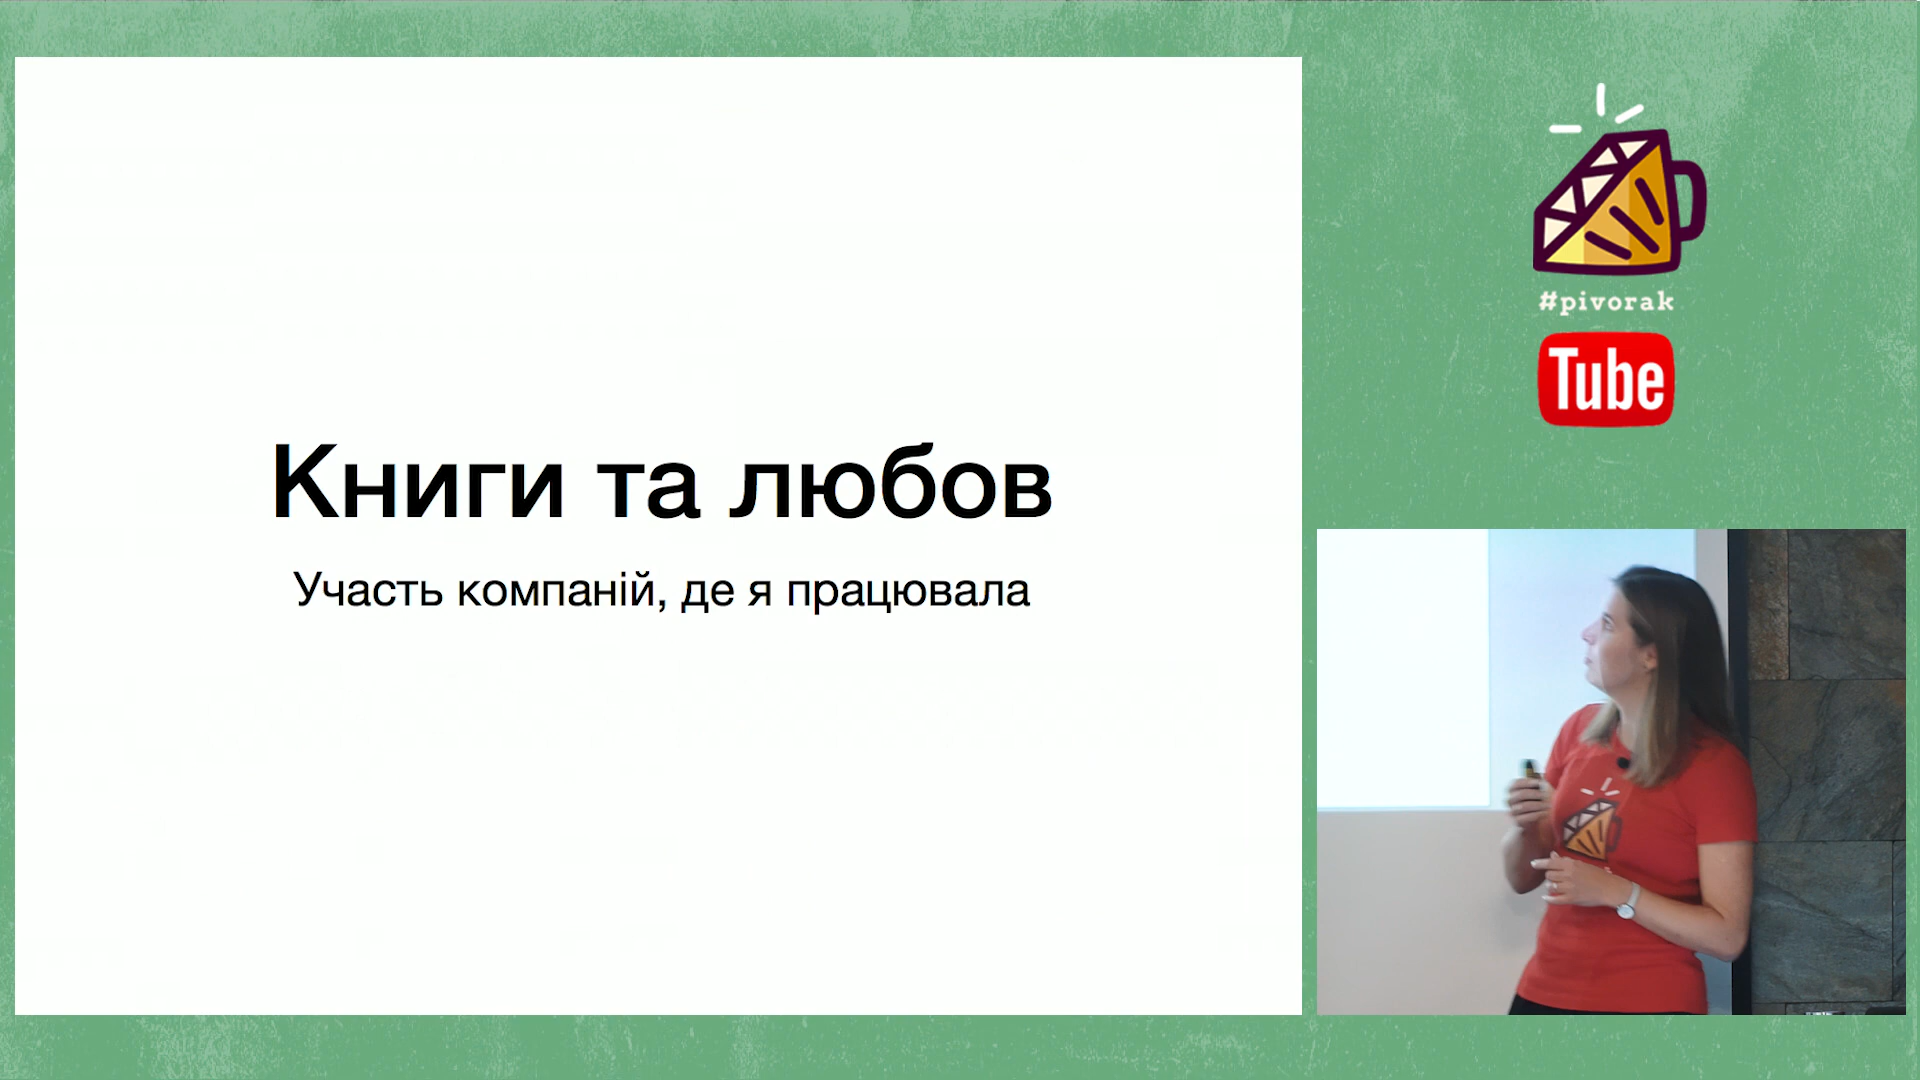 Книги та любов
Участь компаній, де я працювала
#pivorak
Tube